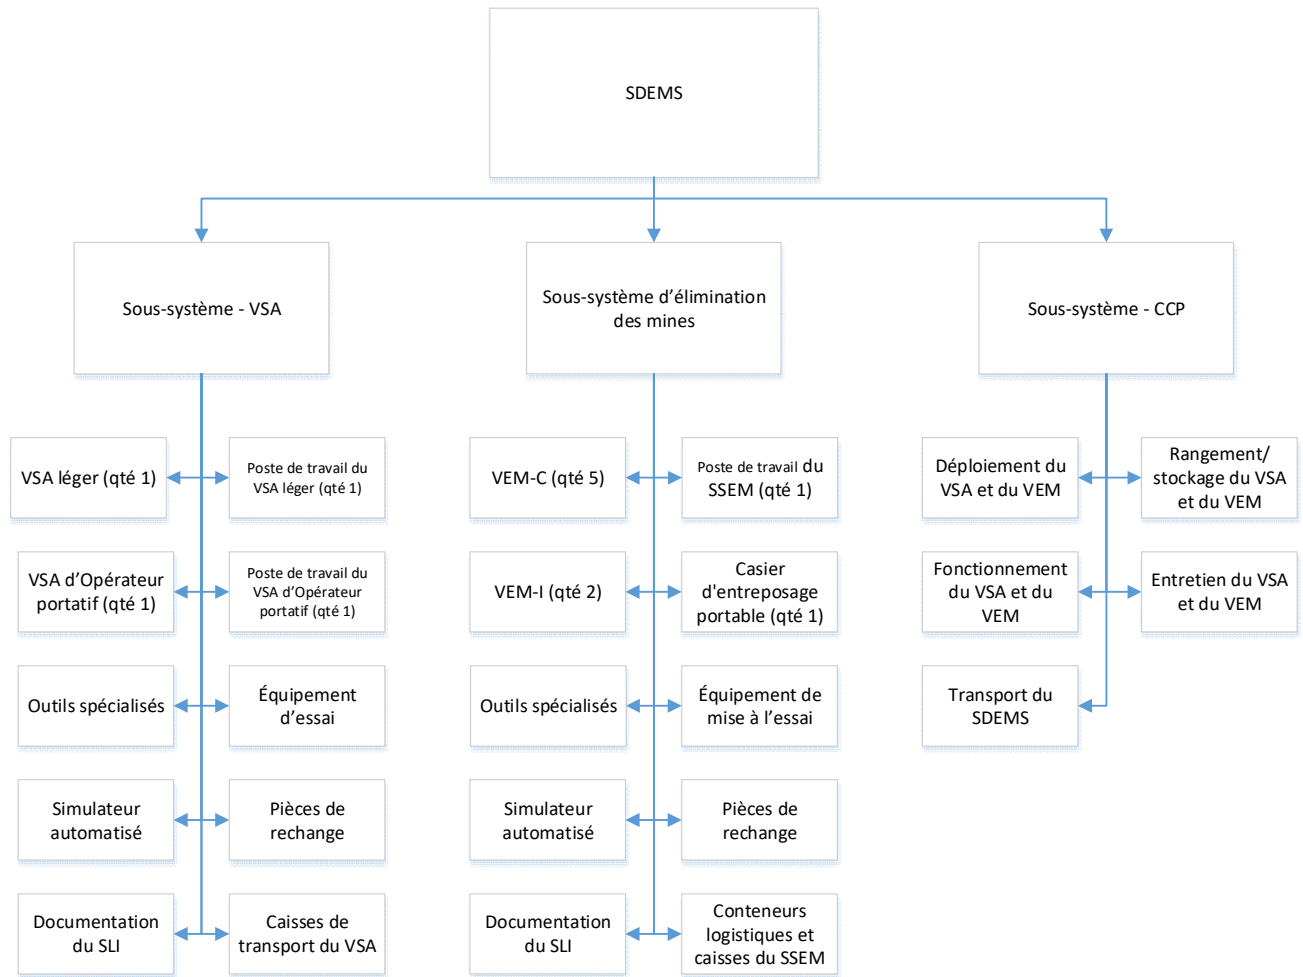 SDEMS
Sous-système - VSA
Sous-système d’élimination
des mines
Sous-système - CCP
VSA léger (qté 1)
Poste de travail du
VSA léger (qté 1)
VSA d’Opérateur
portatif (qté 1)
Poste de travail du
VSA d’Opérateur
portatif (qté 1)
Outils spécialisés
Équipement
d’essai
Simulateur
automatisé
Pièces de
rechange
Documentation
du SLI
Caisses de
transport du VSA
VEM-C (qté 5)
Poste de travail du
SSEM (qté 1)
VEM-I (qté 2)
Casier
d'entreposage
portable (qté 1)
Outils spécialisés
Équipement de
mise à l’essai
Simulateur
automatisé
Pièces de
rechange
Documentation
du SLI
Conteneurs
logistiques et
caisses du SSEM
Déploiement du
VSA et du VEM
Rangement/
stockage du VSA
et du VEM
Fonctionnement
du VSA et du
VEM
Entretien du VSA
et du VEM
Transport du
SDEMS